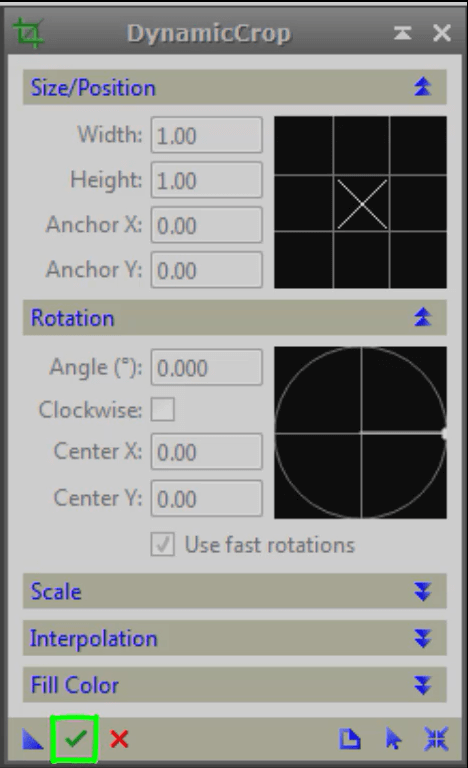 DynamicCrop
Size/Position
Width: 1.00
Height: 1.00
Anchor X: 0.00
Anchor Y: 0.00
Rotation
Angle (°): 0.000
Clockwise:
Center X: 0.00
Center Y: 0.00
Use fast rotations
Scale
Interpolation
Fill Color